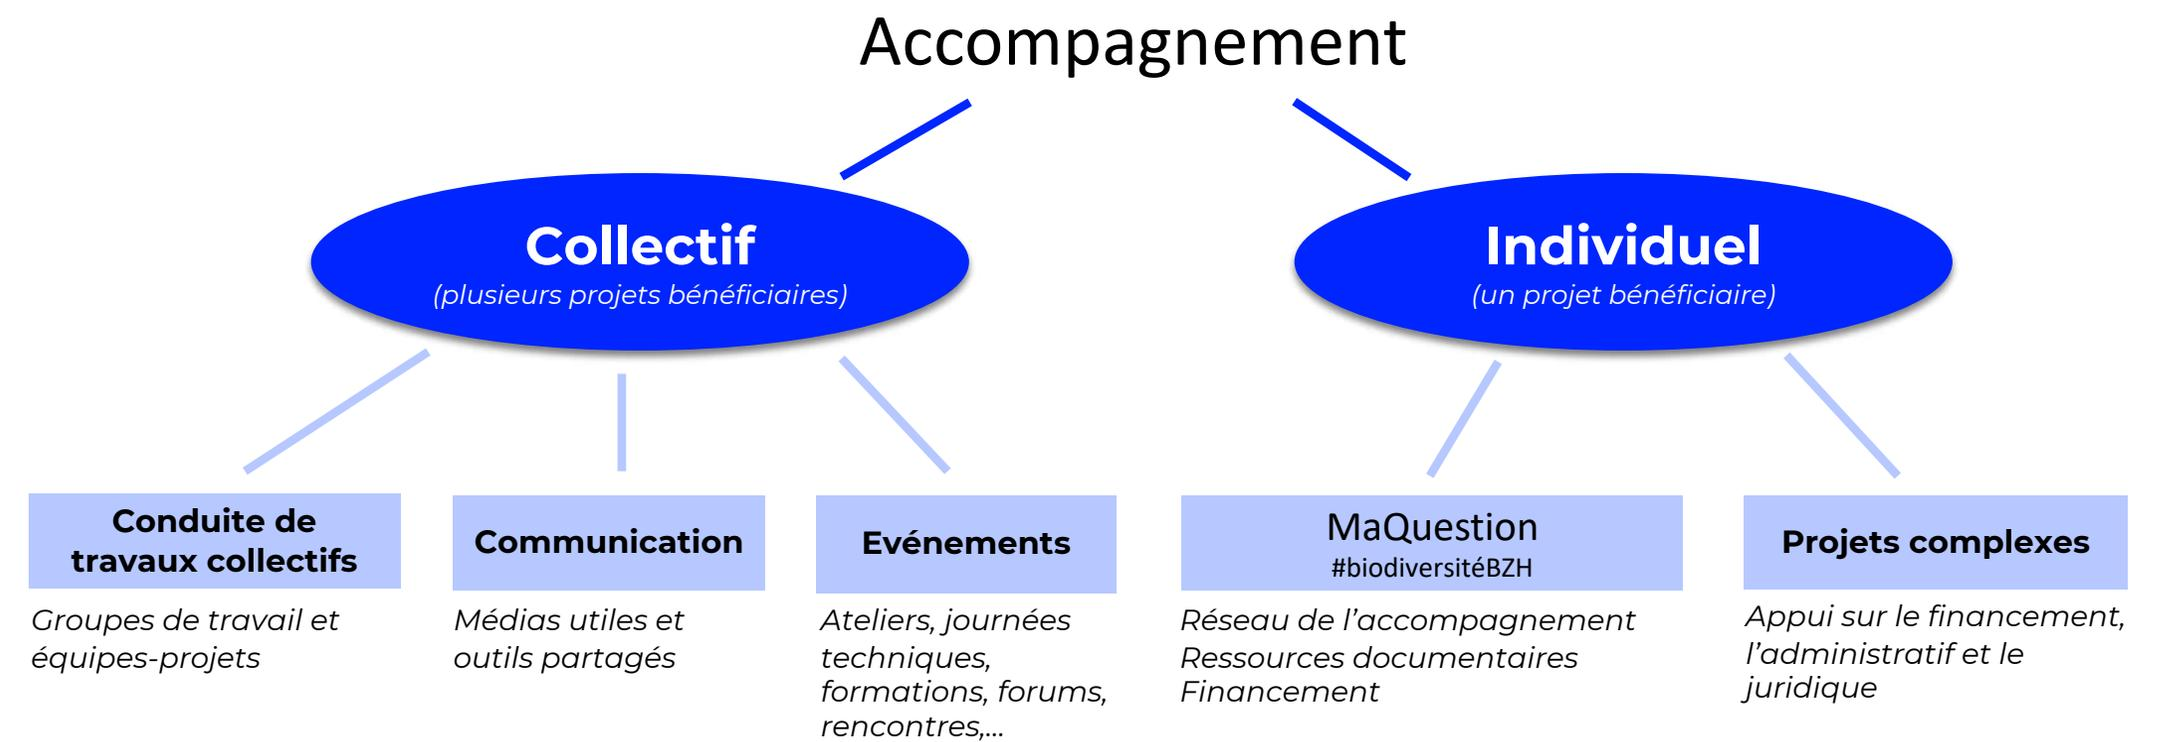 Accompagnement
Collectif
(plusieurs projets bénéficiaires)
Individuel
(un projet bénéficiaire)
Conduite de
travaux collectifs
Groupes de travail et
équipes-projets
Communication
Médias utiles et
outils partagés
Evénements
Ateliers, journées
techniques,
formations, forums,
rencontres,...
MaQuestion
#biodiversitéBZH
Réseau de l’accompagnement
Ressources documentaires
Financement
Projets complexes
Appui sur le financement,
l’administratif et le
juridique